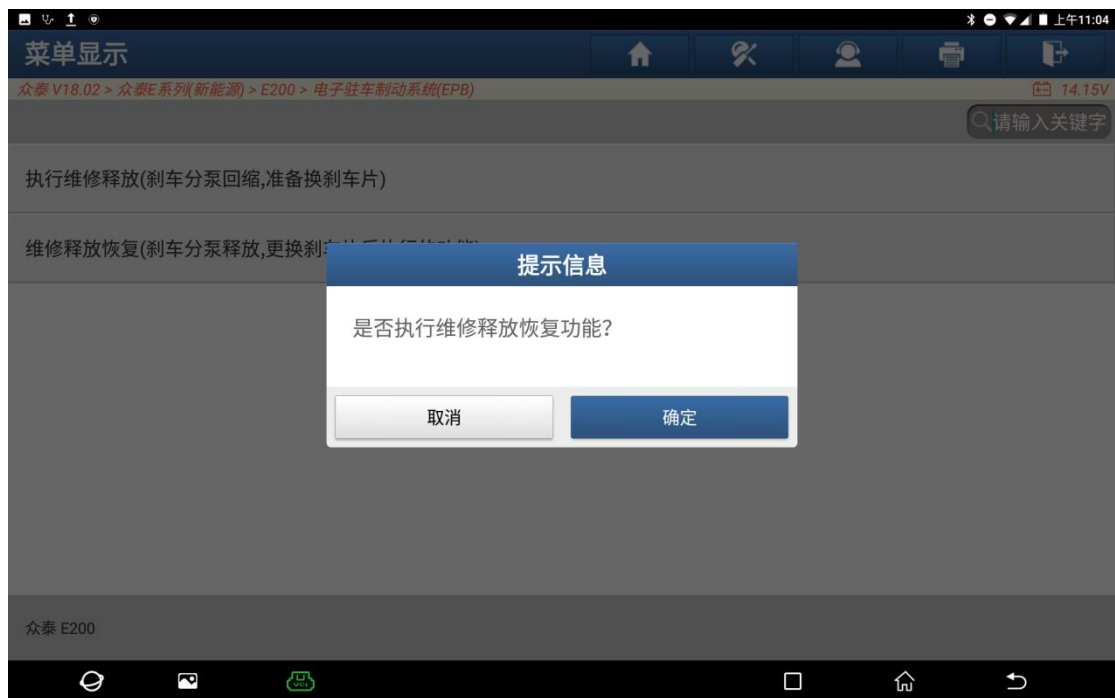 上午11:04
菜单显示
众泰 V18.02 > 众泰E系列(新能源) > E200 > 电子驻车制动系统(EPB)
14.15V
请输入关键字
执行维修释放(刹车分泵回缩,准备换刹车片)
维修释放恢复(刹车分泵释放,更换刹
提示信息
是否执行维修释放恢复功能?
取消
确定
众泰 E200
VCI